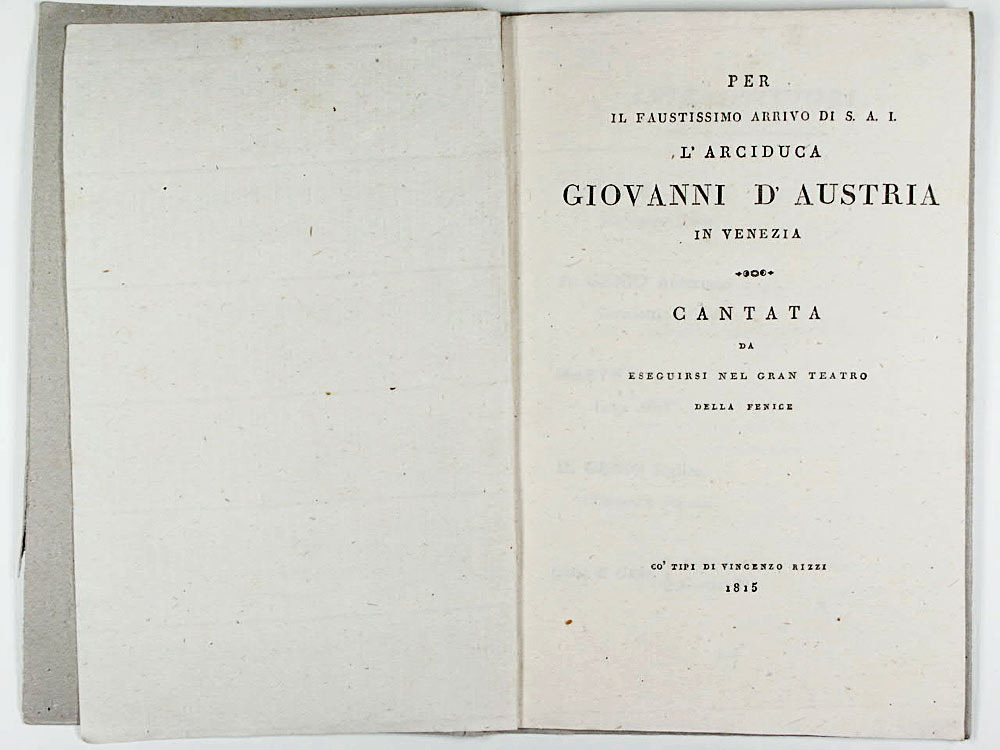 PER
IL FAUSTISSIMO ARRIVO DI S. A. I.
L' ARCIDUCA
GIOVANNI D' AUSTRIA
IN VENEZIA
CANTATA
DA
ESEGUIRSI NEL GRAN TEATRO
DELLA FENICE
CO' TIPI DI VINCENZO RIZZI
1815